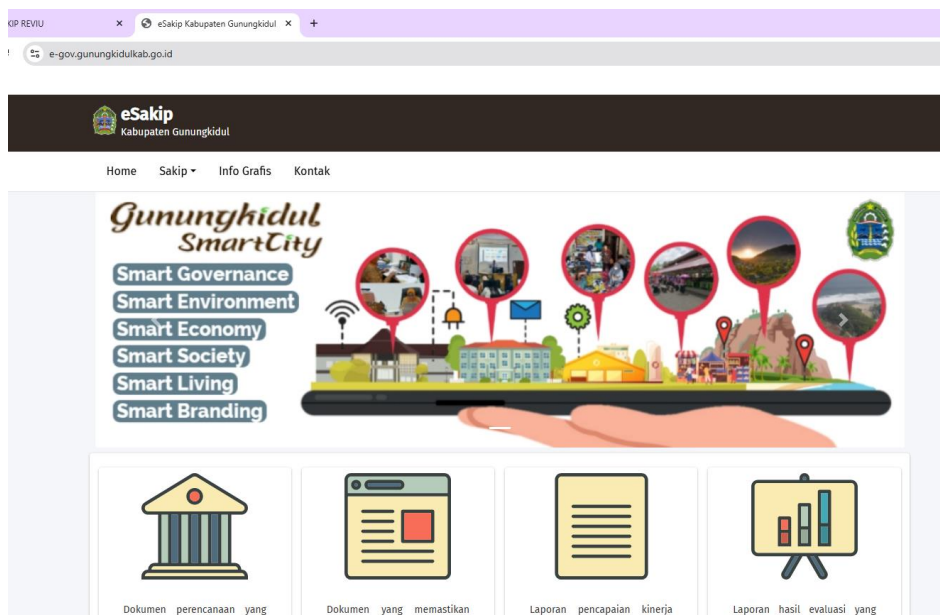 KIP REVIU
eSakip Kabupaten Gunungkidul
e-gov.gunungkidulkab.go.id
eSakip
Kabupaten Gunungkidul
Home Sakip Info Grafis Kontak
Gunungkidul
SmartCity
Smart Governance
Smart Environment
Smart Economy
Smart Society
Smart Living
Smart Branding
Dokumen perencanaan yang
Dokumen yang memastikan
Laporan pencapaian kinerja
Laporan hasil evaluasi yang